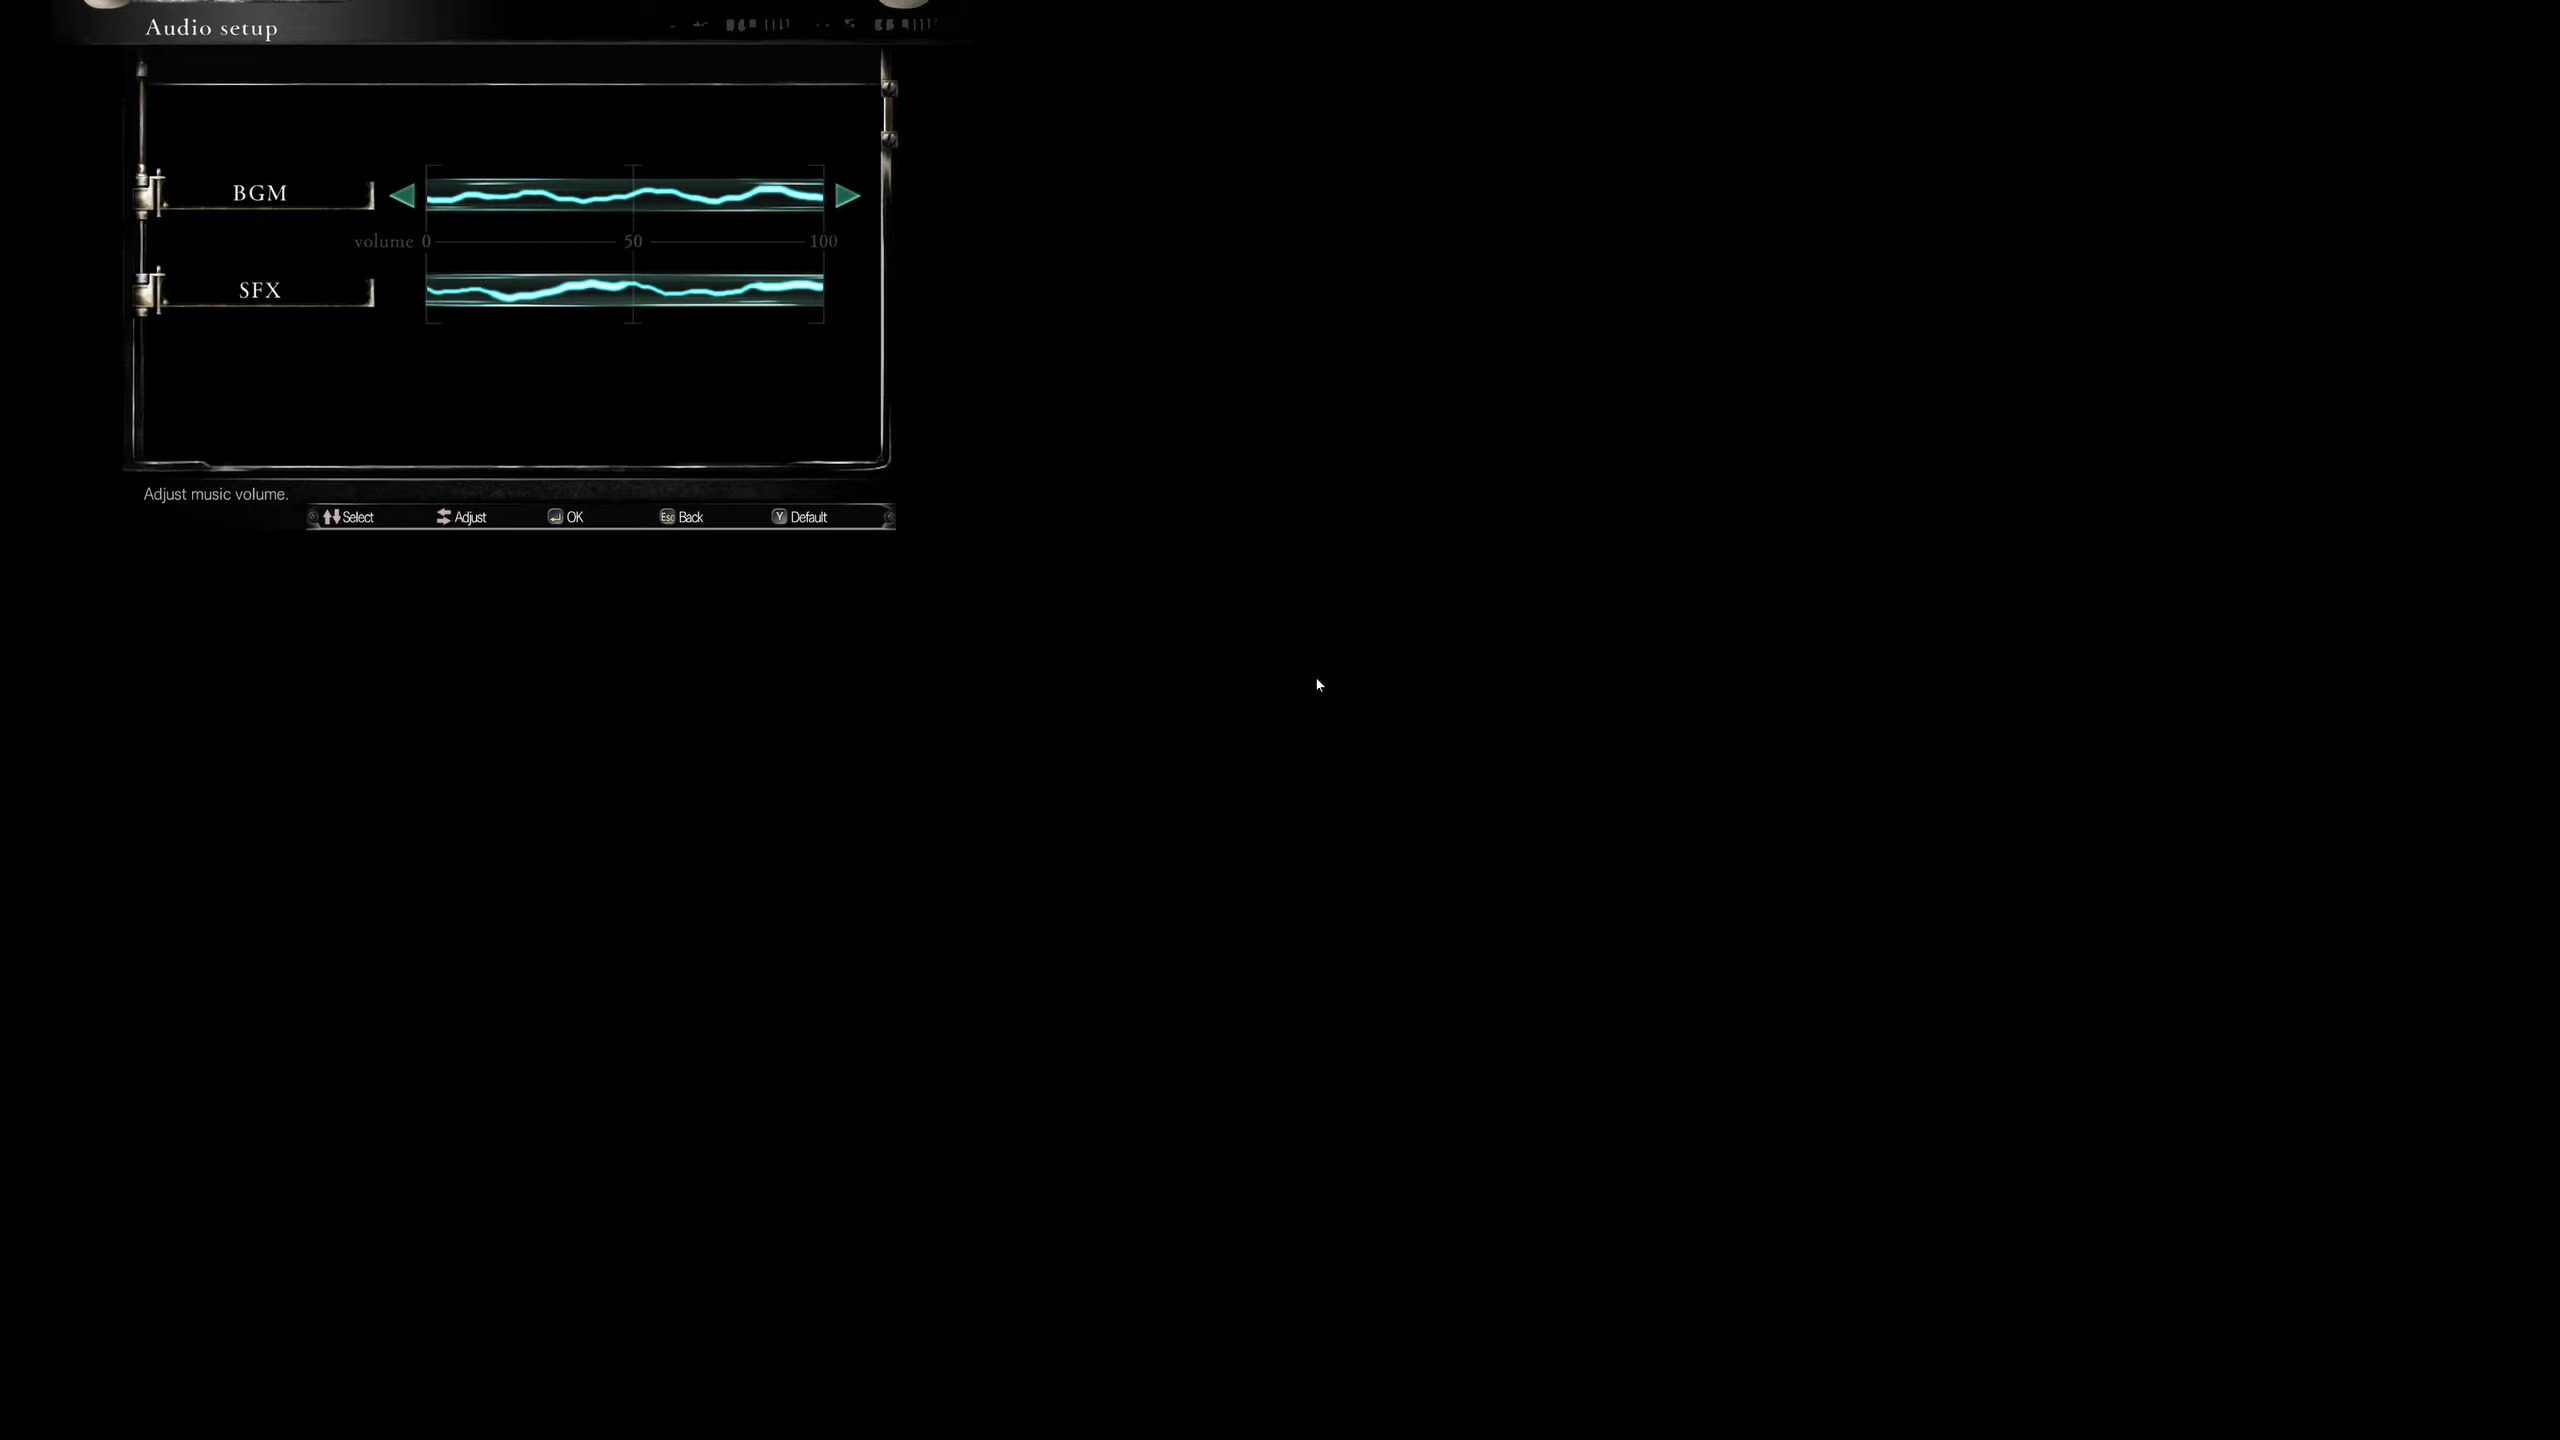 Audio setup
BGM
volume 0 50 100
SFX
Adjust music volume.
Select Adjust OK Esc Back Y Default